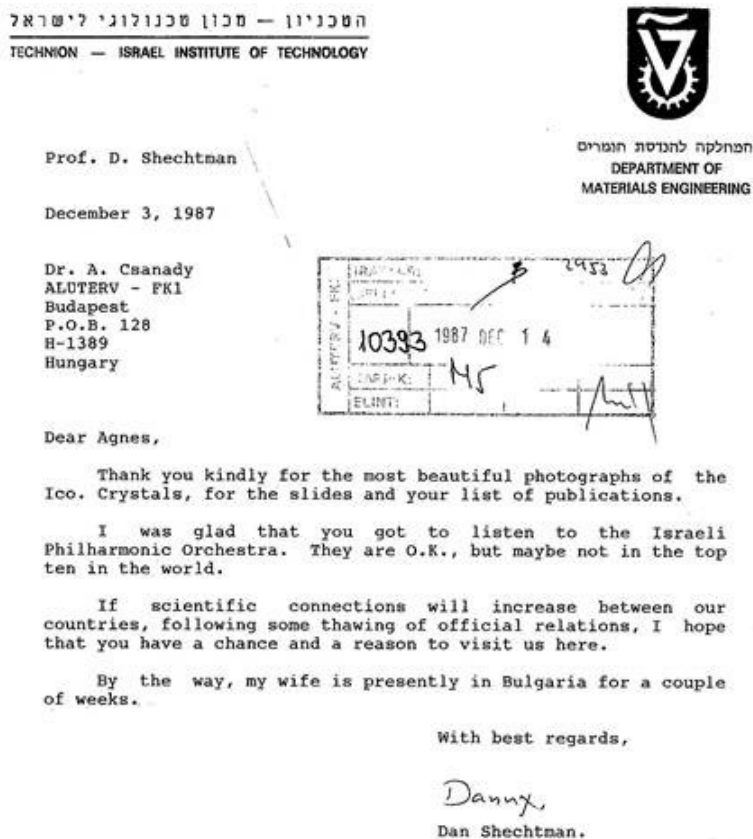 הטכניון — מכון טכנולוגי לישראל
TECHNION — ISRAEL INSTITUTE OF TECHNOLOGY
המחלקה להנדסת חומרים
DEPARTMENT OF
MATERIALS ENGINEERING
Prof. D. Shechtman
December 3, 1987
Dr. A. Csanady
ALUTERV - FK1
Budapest
P.O.B. 128
H-1389
Hungary
ALUTERV - FKI
2953
10393 1987 DEC 14
Dear Agnes,
Thank you kindly for the most beautiful photographs of the
Ico. Crystals, for the slides and your list of publications.
I was glad that you got to listen to the Israeli
Philharmonic Orchestra. They are O.K., but maybe not in the top
ten in the world.
If scientific connections will increase between our
countries, following some thawing of official relations, I hope
that you have a chance and a reason to visit us here.
By the way, my wife is presently in Bulgaria for a couple
of weeks.
With best regards,
Danny,
Dan Shechtman.